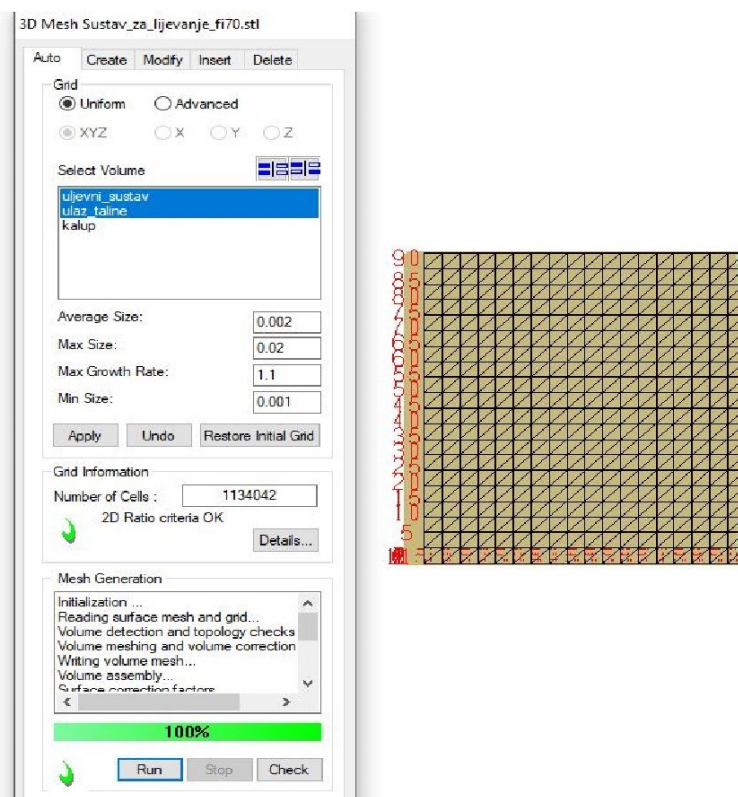 3D Mesh Sustav_za_lijevanje_fi70.stl
Auto Create Modify Insert Delete
Grid
Uniform Advanced
XYZ X Y Z
Select Volume
uljevni_sustav
ulaz_taline
kalup
Average Size: 0.002
Max Size: 0.02
Max Growth Rate: 1.1
Min Size: 0.001
Apply Undo Restore Initial Grid
Grid Information
Number of Cells : 1134042
2D Ratio criteria OK
Details...
Mesh Generation
Initialization ...
Reading surface mesh and grid...
Volume detection and topology checks
Volume meshing and volume correction
Writing volume mesh...
Volume assembly...
Surface correction factors
100%
Run Stop Check